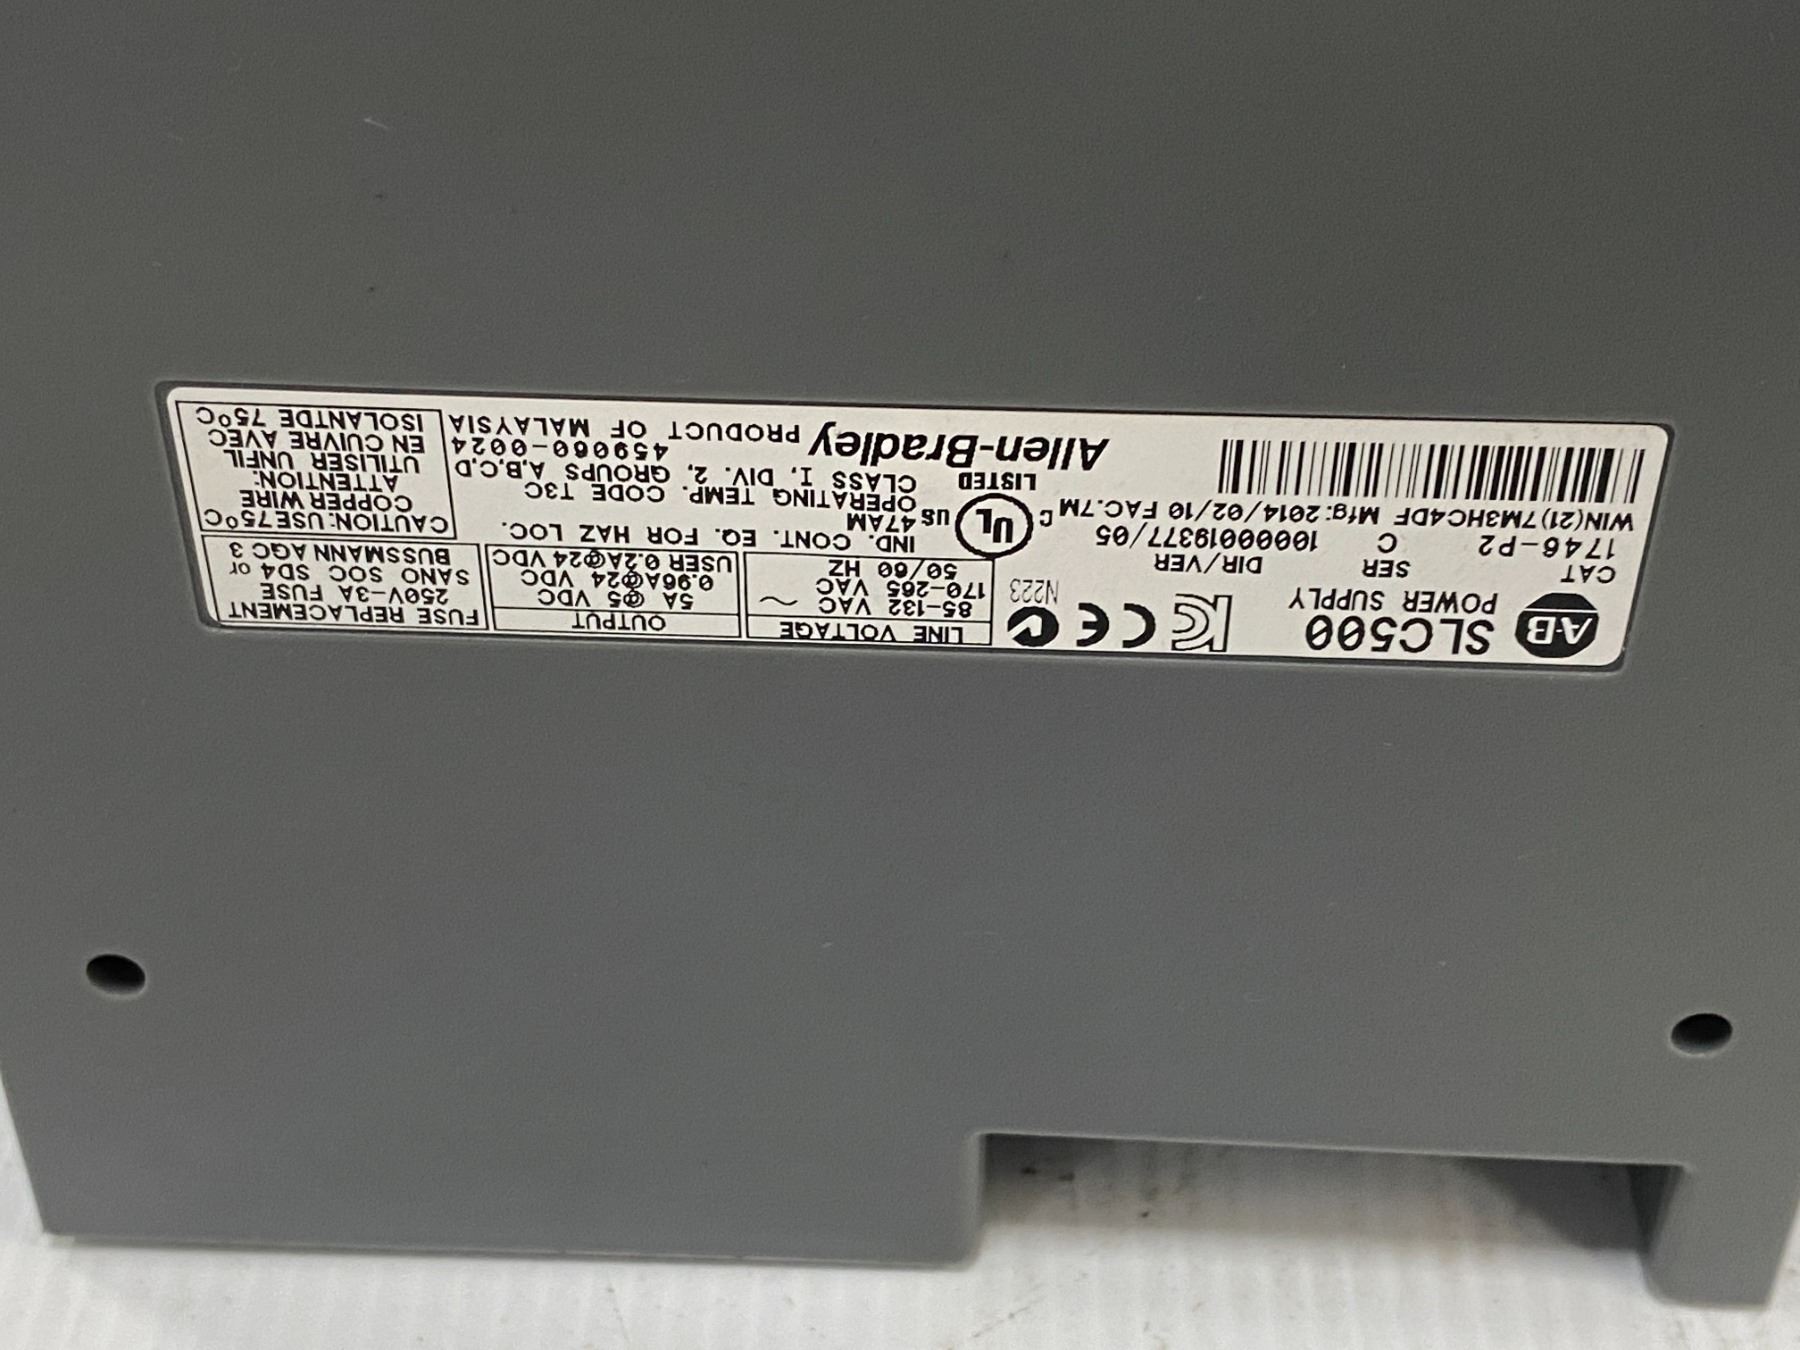 A-B
SLC500
POWER SUPPLY
CAT SER DIR/VER
1746-P2 C 1000019377/05
WIN(21)7M3HC4DF Mfg:2014/02/10 FAC.7M
N223
LINE VOLTAGE
85-132 VAC ~
170-265 VAC
50/60 HZ
OUTPUT
5A @5 VDC
0.96A@24 VDC
USER 0.2A@24 VDC
FUSE REPLACEMENT
250V-3A FUSE
SANO SOC SD4 or
BUSSMANN AGC 3
C UL US
LISTED
IND. CONT. EQ. FOR HAZ LOC.
47AM
OPERATING TEMP. CODE T3C
CLASS I, DIV. 2, GROUPS A,B,C,D
459060-0024
Allen-Bradley PRODUCT OF MALAYSIA
CAUTION:USE75°C
COPPER WIRE
ATTENTION:
UTILISER UNFIL
EN CUIVRE AVEC
ISOLANTDE 75°C